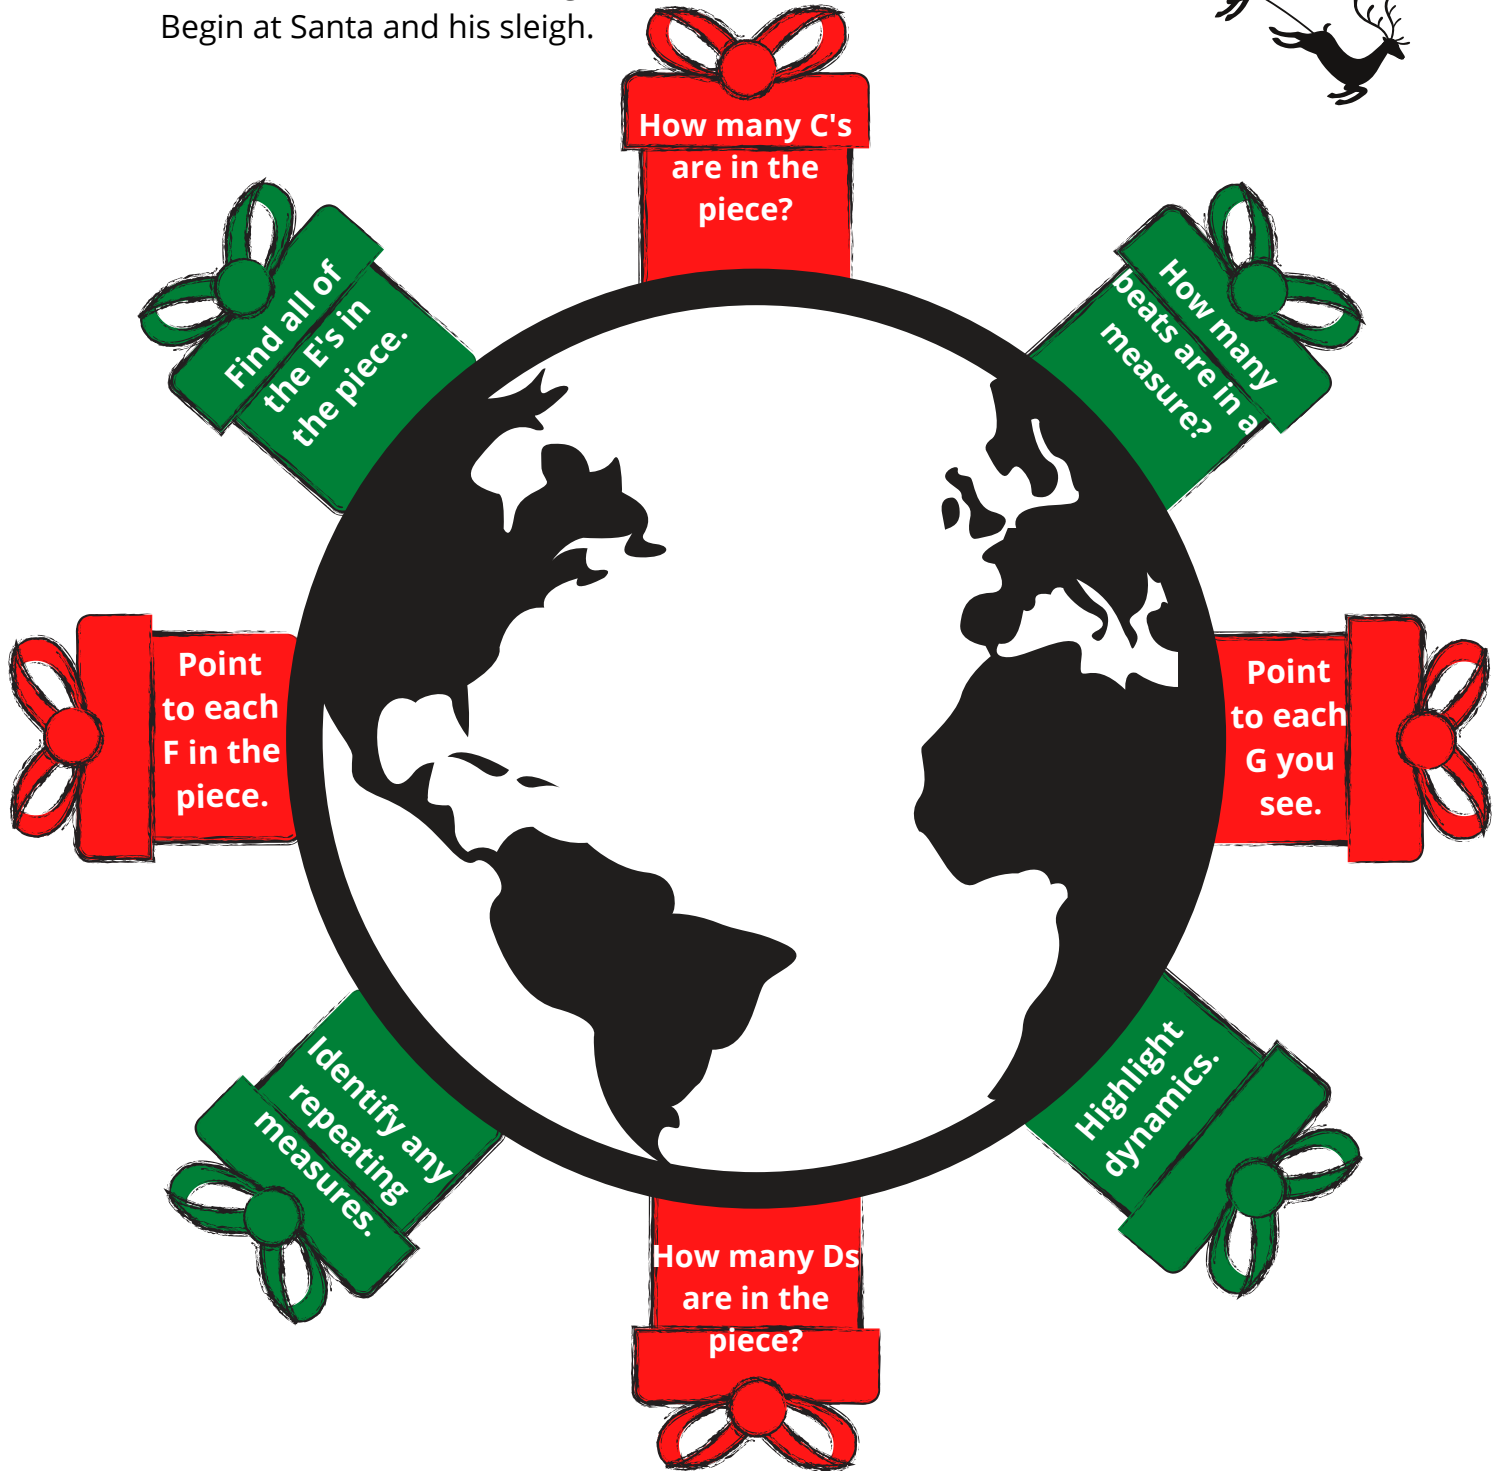 Begin at Santa and his sleigh.
How many C's
are in the
piece?
How many
beats are in a
measure?
Point
to each
G you
see.
Highlight
dynamics.
How many Ds
are in the
piece?
Identify any
repeating
measures.
Point
to each
F in the
piece.
Find all of
the E's in
the piece.